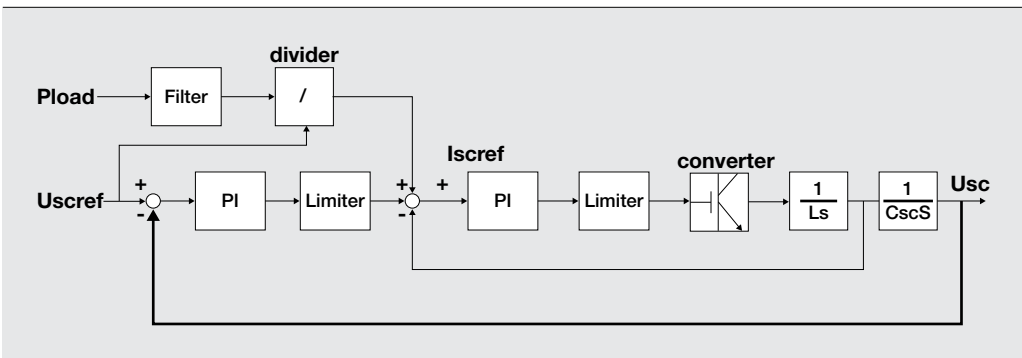 divider
Pload
Filter
/
Iscref
converter
Uscref
+
-
PI
Limiter
+
-
+
PI
Limiter
1
Ls
1
CscS
Usc